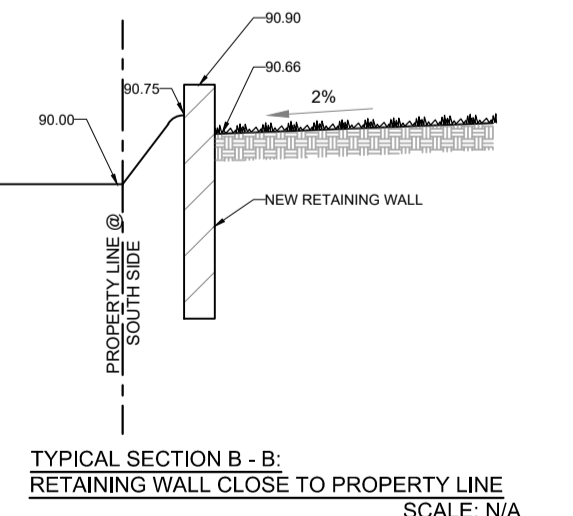 90.90
90.66
90.75
2%
90.00
NEW RETAINING WALL
PROPERTY LINE @
SOUTH SIDE
TYPICAL SECTION B - B:
RETAINING WALL CLOSE TO PROPERTY LINE
SCALE: N/A